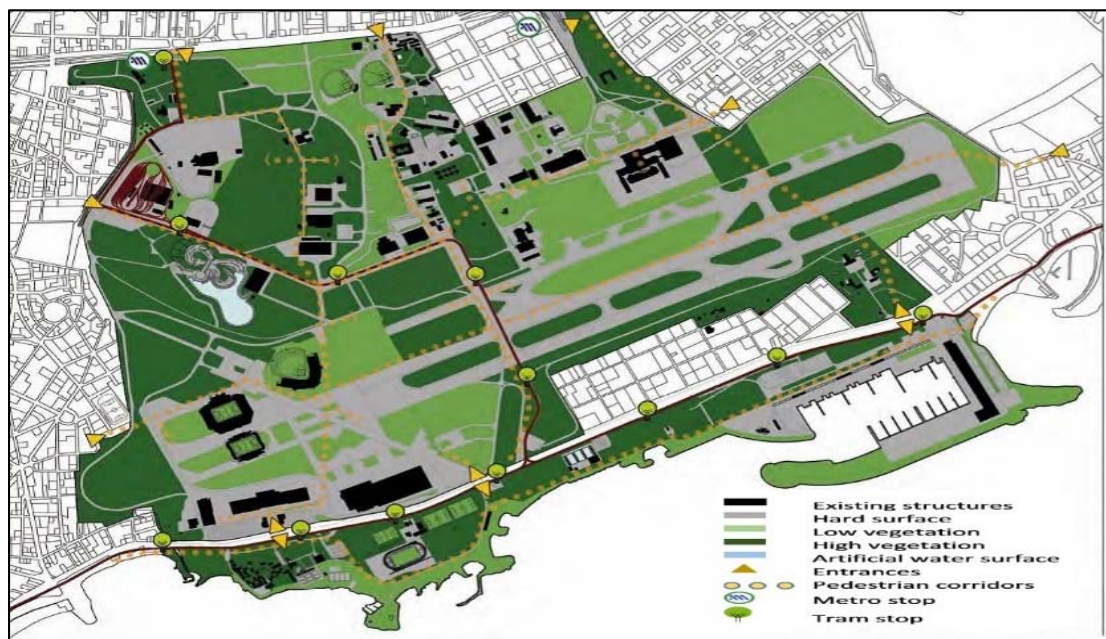 Existing structures
Hard surface
Low vegetation
High vegetation
Artificial water surface
Entrances
Pedestrian corridors
Metro stop
Tram stop